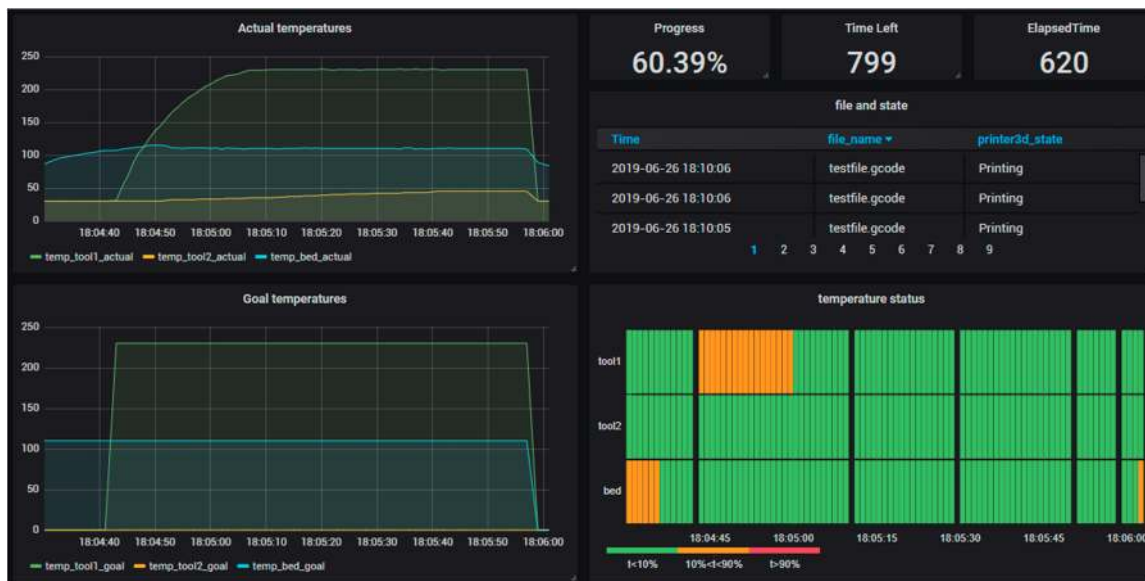 Actual temperatures
250
200
150
100
50
0
18:04:40 18:04:50 18:05:00 18:05:10 18:05:20 18:05:30 18:05:40 18:05:50 18:06:00
temp_tool1_actual temp_tool2_actual temp_bed_actual
Progress
60.39%
Time Left
799
ElapsedTime
620
file and state
Time file_name printer3d_state
2019-06-26 18:10:06 testfile.gcode Printing
2019-06-26 18:10:06 testfile.gcode Printing
2019-06-26 18:10:05 testfile.gcode Printing
1 2 3 4 5 6 7 8 9
Goal temperatures
250
200
150
100
50
0
18:04:40 18:04:50 18:05:00 18:05:10 18:05:20 18:05:30 18:05:40 18:05:50 18:06:00
temp_tool1_goal temp_tool2_goal temp_bed_goal
temperature status
tool1
tool2
bed
18:04:45 18:05:00 18:05:15 18:05:30 18:05:45 18:06:00
t<10% 10%<t<90% t>90%